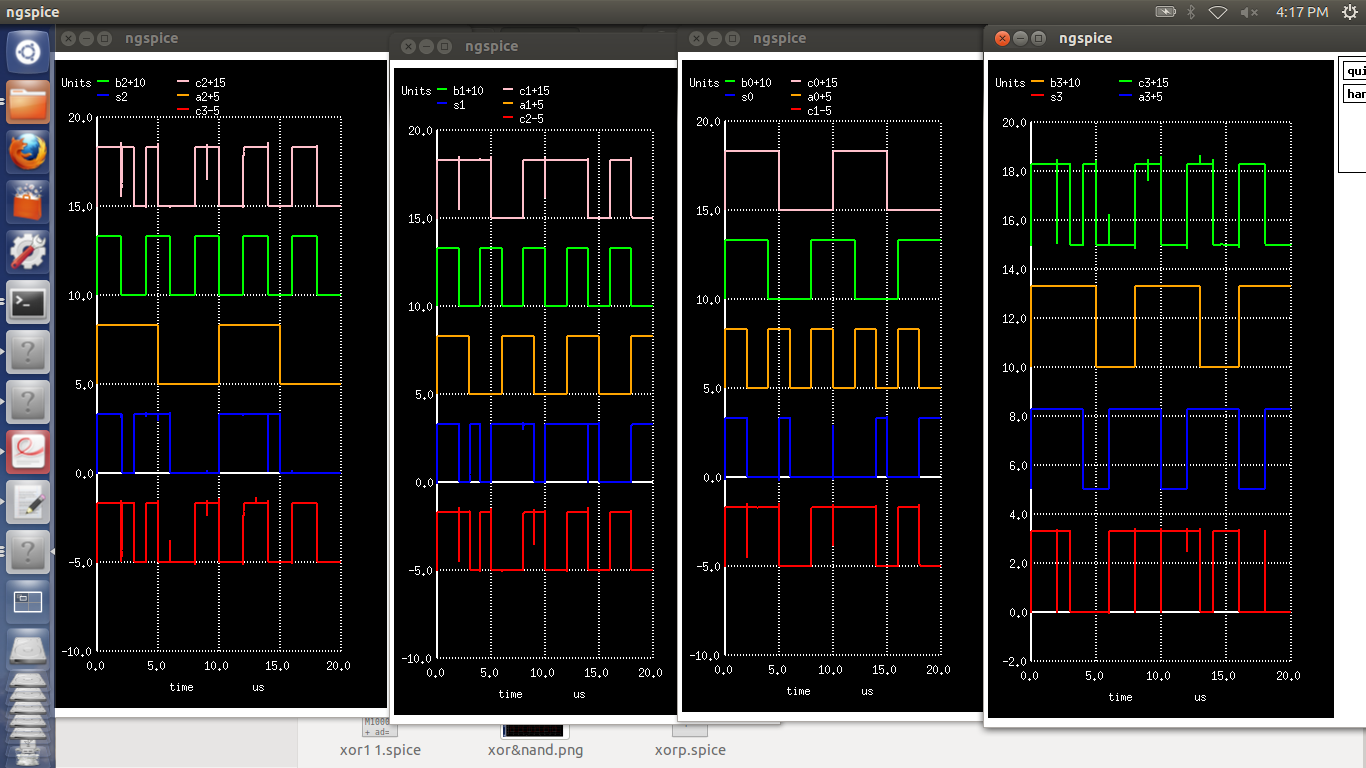 ngspice
4:17 PM
ngspice
Units b2+10 c2+15
s2 a2+5
c3-5
20.0
15.0
10.0
5.0
0.0
-5.0
-10.0
0.0 5.0 10.0 15.0 20.0
time us
ngspice
Units b1+10 c1+15
s1 a1+5
c2-5
20.0
15.0
10.0
5.0
0.0
-5.0
-10.0
0.0 5.0 10.0 15.0 20.0
time us
ngspice
Units b0+10 c0+15
s0 a0+5
c1-5
20.0
15.0
10.0
5.0
0.0
-5.0
-10.0
0.0 5.0 10.0 15.0 20.0
time us
ngspice
Units b3+10 c3+15
s3 a3+5
20.0
18.0
16.0
14.0
12.0
10.0
8.0
6.0
4.0
2.0
0.0
-2.0
0.0 5.0 10.0 15.0 20.0
time us
qui
har
M1000
+ ad=
xor1 1.spice xor&nand.png xorp.spice